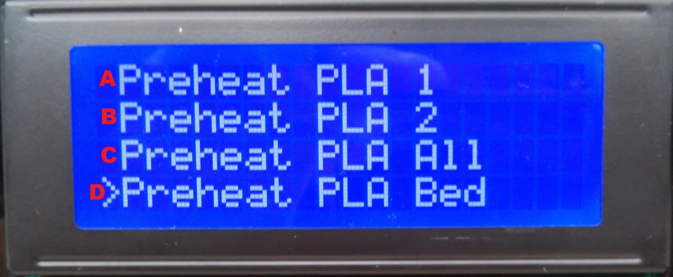 A Preheat PLA 1
B Preheat PLA 2
C Preheat PLA All
D >Preheat PLA Bed